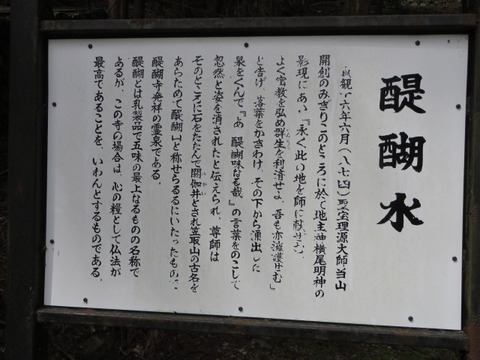 醍醐水
貞観十六年六月(八七四)聖宝理源大師当山
開創のみぎりこのところに於て地主神横尾明神の
影現にあい『永く此の地を師に献ぜん
よく密教を弘め群生を利済せよ、吾も亦擁護せむ』
と告げ、落葉をかきわけ、その下から湧出した
泉をくんで『あゝ醍醐味なる哉』の言葉をのこして
忽然と姿を消されたと伝えられ、尊師は
そのところに石をたたんで閼伽井とされ笠取山の古名を
あらためて醍醐山と称せらるるにいたったもので
醍醐寺発祥の霊泉である。
醍醐とは乳製品で五味の最上なるものの名称で
あるが、この寺の場合は、心の糧として仏法が
最高であることを、いわんとするものである。